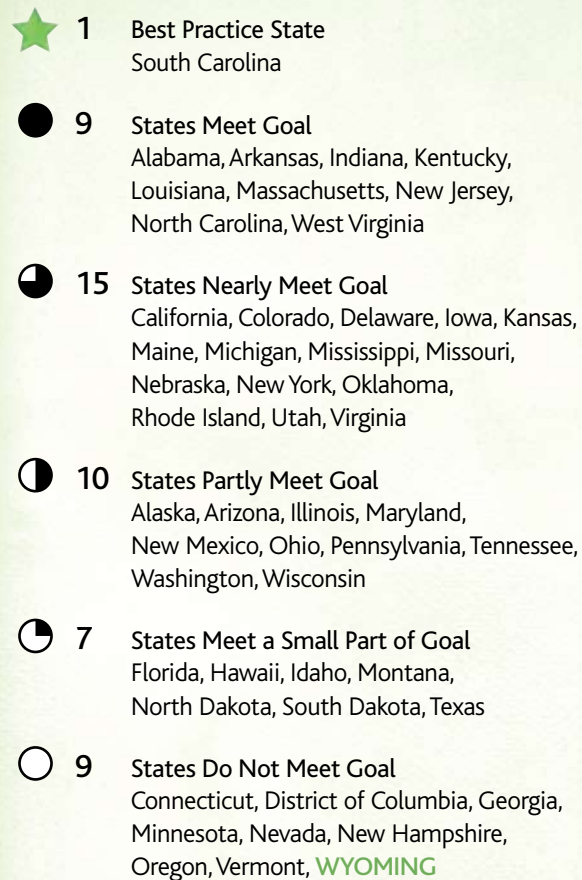 1 Best Practice State
South Carolina
9 States Meet Goal
Alabama, Arkansas, Indiana, Kentucky,
Louisiana, Massachusetts, New Jersey,
North Carolina, West Virginia
15 States Nearly Meet Goal
California, Colorado, Delaware, Iowa, Kansas,
Maine, Michigan, Mississippi, Missouri,
Nebraska, New York, Oklahoma,
Rhode Island, Utah, Virginia
10 States Partly Meet Goal
Alaska, Arizona, Illinois, Maryland,
New Mexico, Ohio, Pennsylvania, Tennessee,
Washington, Wisconsin
7 States Meet a Small Part of Goal
Florida, Hawaii, Idaho, Montana,
North Dakota, South Dakota, Texas
9 States Do Not Meet Goal
Connecticut, District of Columbia, Georgia,
Minnesota, Nevada, New Hampshire,
Oregon, Vermont, WYOMING